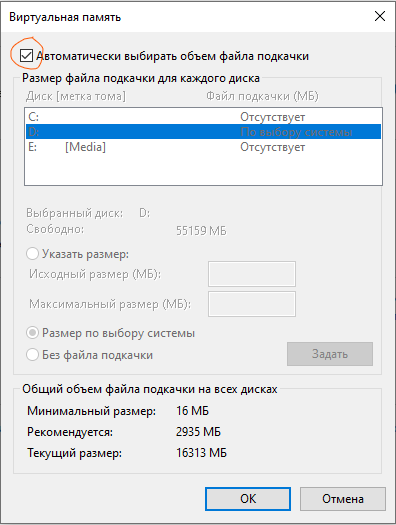 Виртуальная память
Автоматически выбирать объем файла подкачки
Размер файла подкачки для каждого диска
Диск [метка тома] Файл подкачки (МБ)
C: Отсутствует
D: По выбору системы
E: [Media] Отсутствует
Выбранный диск: D:
Свободно: 55159 МБ
Указать размер:
Исходный размер (МБ):
Максимальный размер (МБ):
Размер по выбору системы
Без файла подкачки Задать
Общий объем файла подкачки на всех дисках
Минимальный размер: 16 МБ
Рекомендуется: 2935 МБ
Текущий размер: 16313 МБ
ОК Отмена